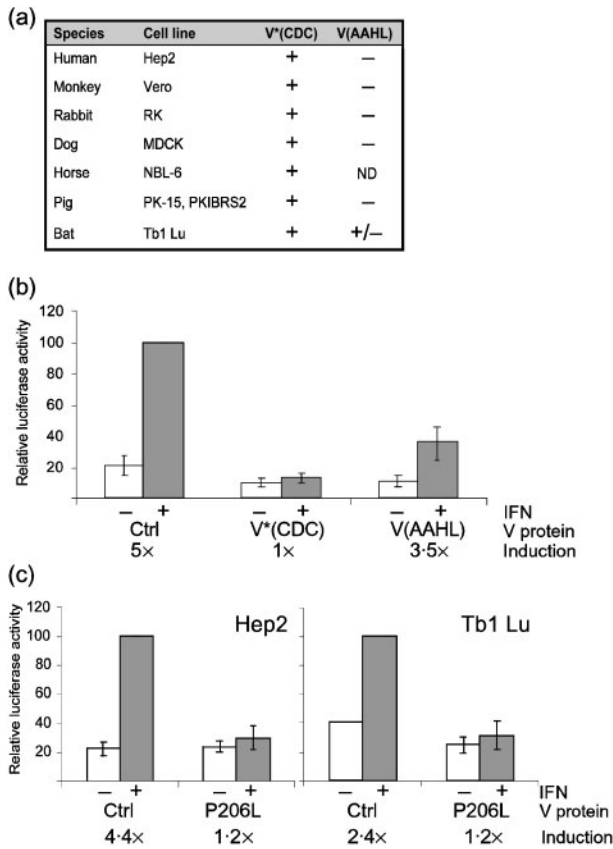 (a)
Species Cell line V*(CDC) V(AAHL)
Human Hep2 + –
Monkey Vero + –
Rabbit RK + –
Dog MDCK + –
Horse NBL-6 + ND
Pig PK-15, PKIBRS2 + –
Bat Tb1 Lu + +/–
(b)
Relative luciferase activity
120
100
80
60
40
20
– + – + – + IFN
Ctrl V*(CDC) V(AAHL) V protein
5× 1× 3·5× Induction
(c)
Relative luciferase activity
120
100
80
60
40
20
Hep2 Tb1 Lu
– + – + – + – + IFN
Ctrl P206L Ctrl P206L V protein
4·4× 1·2× 2·4× 1·2× Induction